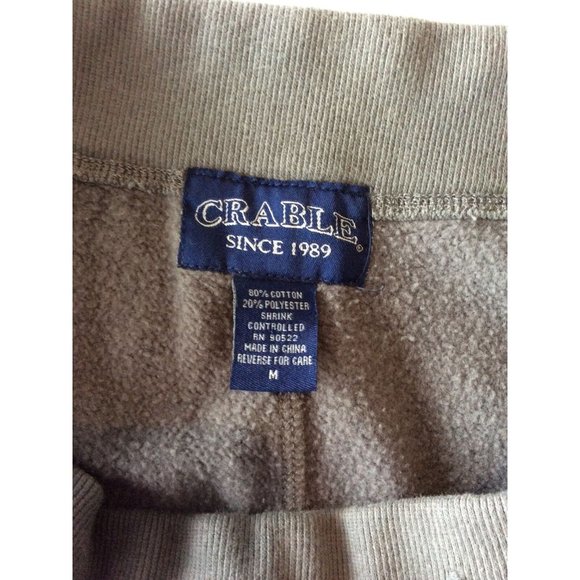 CRABLE®
SINCE 1989
80% COTTON
20% POLYESTER
SHRINK
CONTROLLED
RN 90522
MADE IN CHINA
REVERSE FOR CARE
M